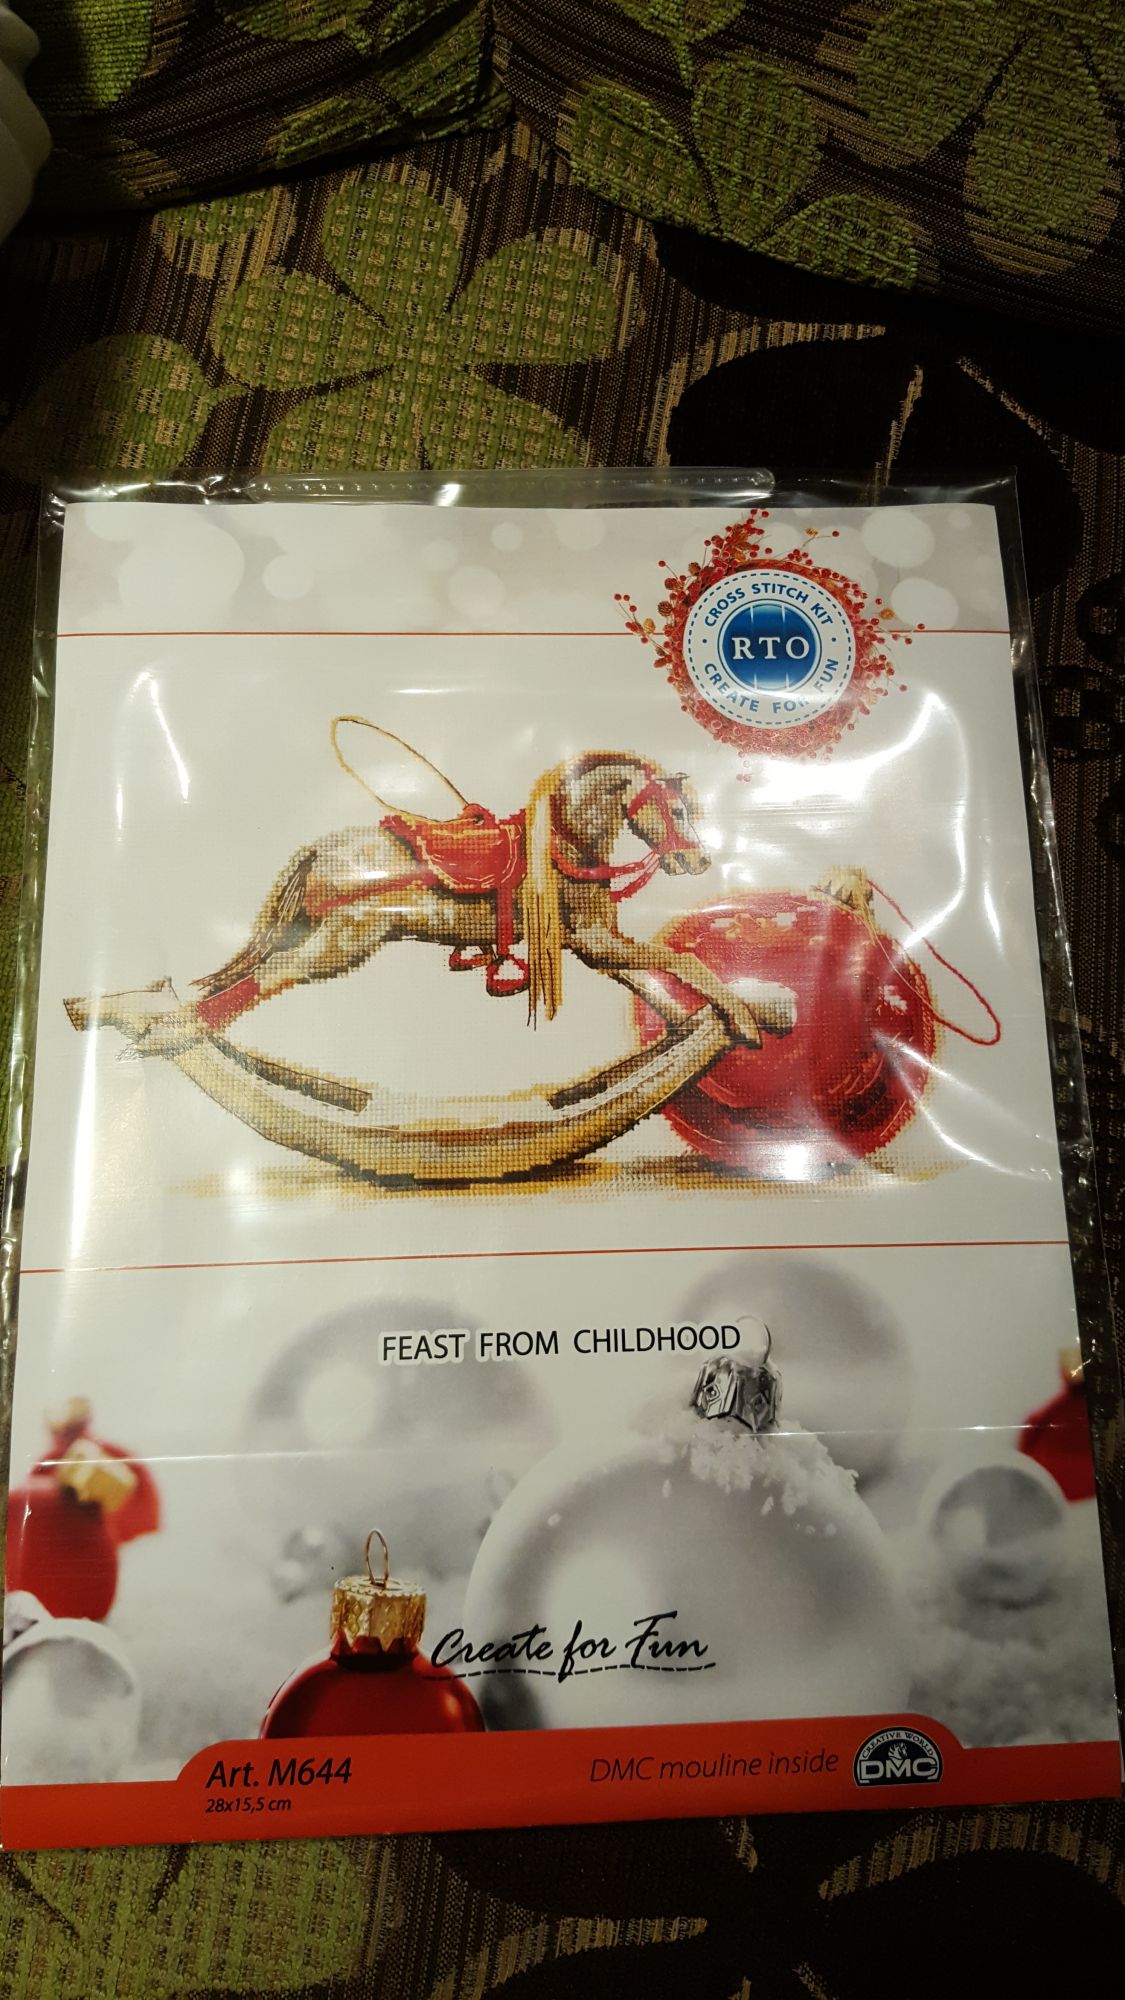 CROSS STITCH KIT
RTO
CREATE FOR FUN
FEAST FROM CHILDHOOD
Create for Fun
Art. M644
28x15,5 cm
DMC mouline inside
CREATIVE WORLD
DMC